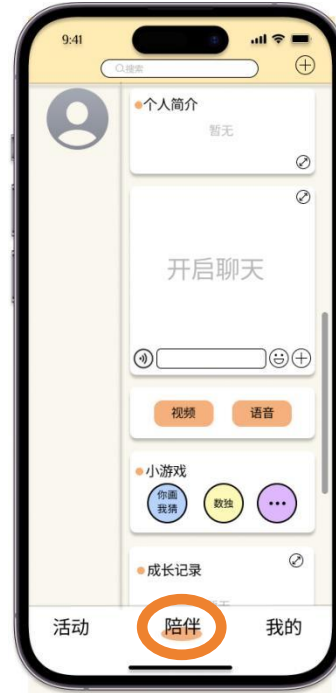 9:41
搜索
个人简介
暂无
开启聊天
视频
语音
小游戏
你画
我猜
数独
成长记录
活动
陪伴
我的